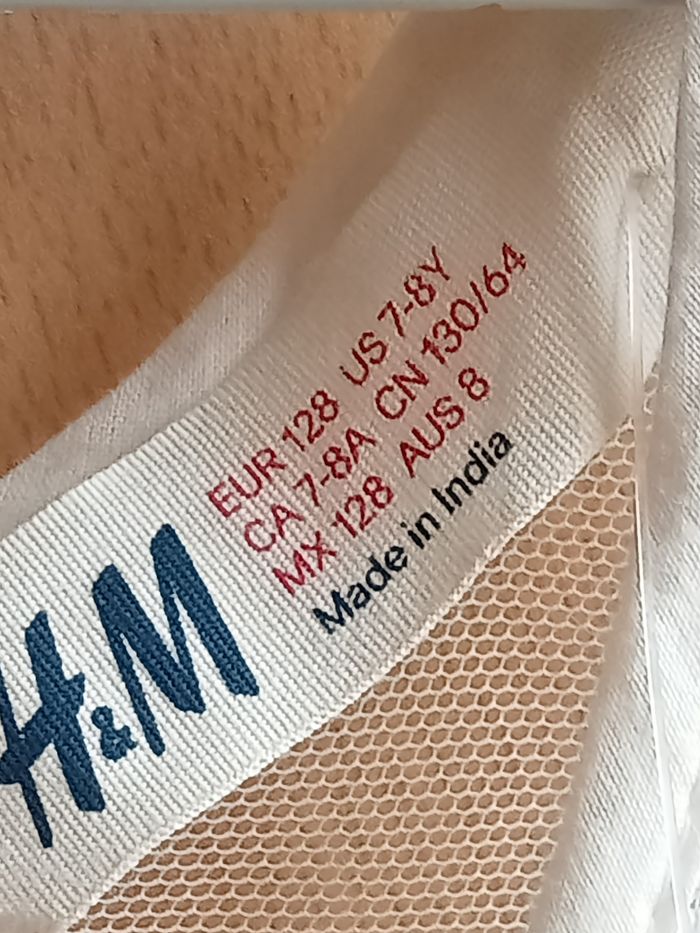 H&M
EUR 128 US 7-8Y
CA 7-8A CN 130/64
MX 128 AUS 8
Made in India